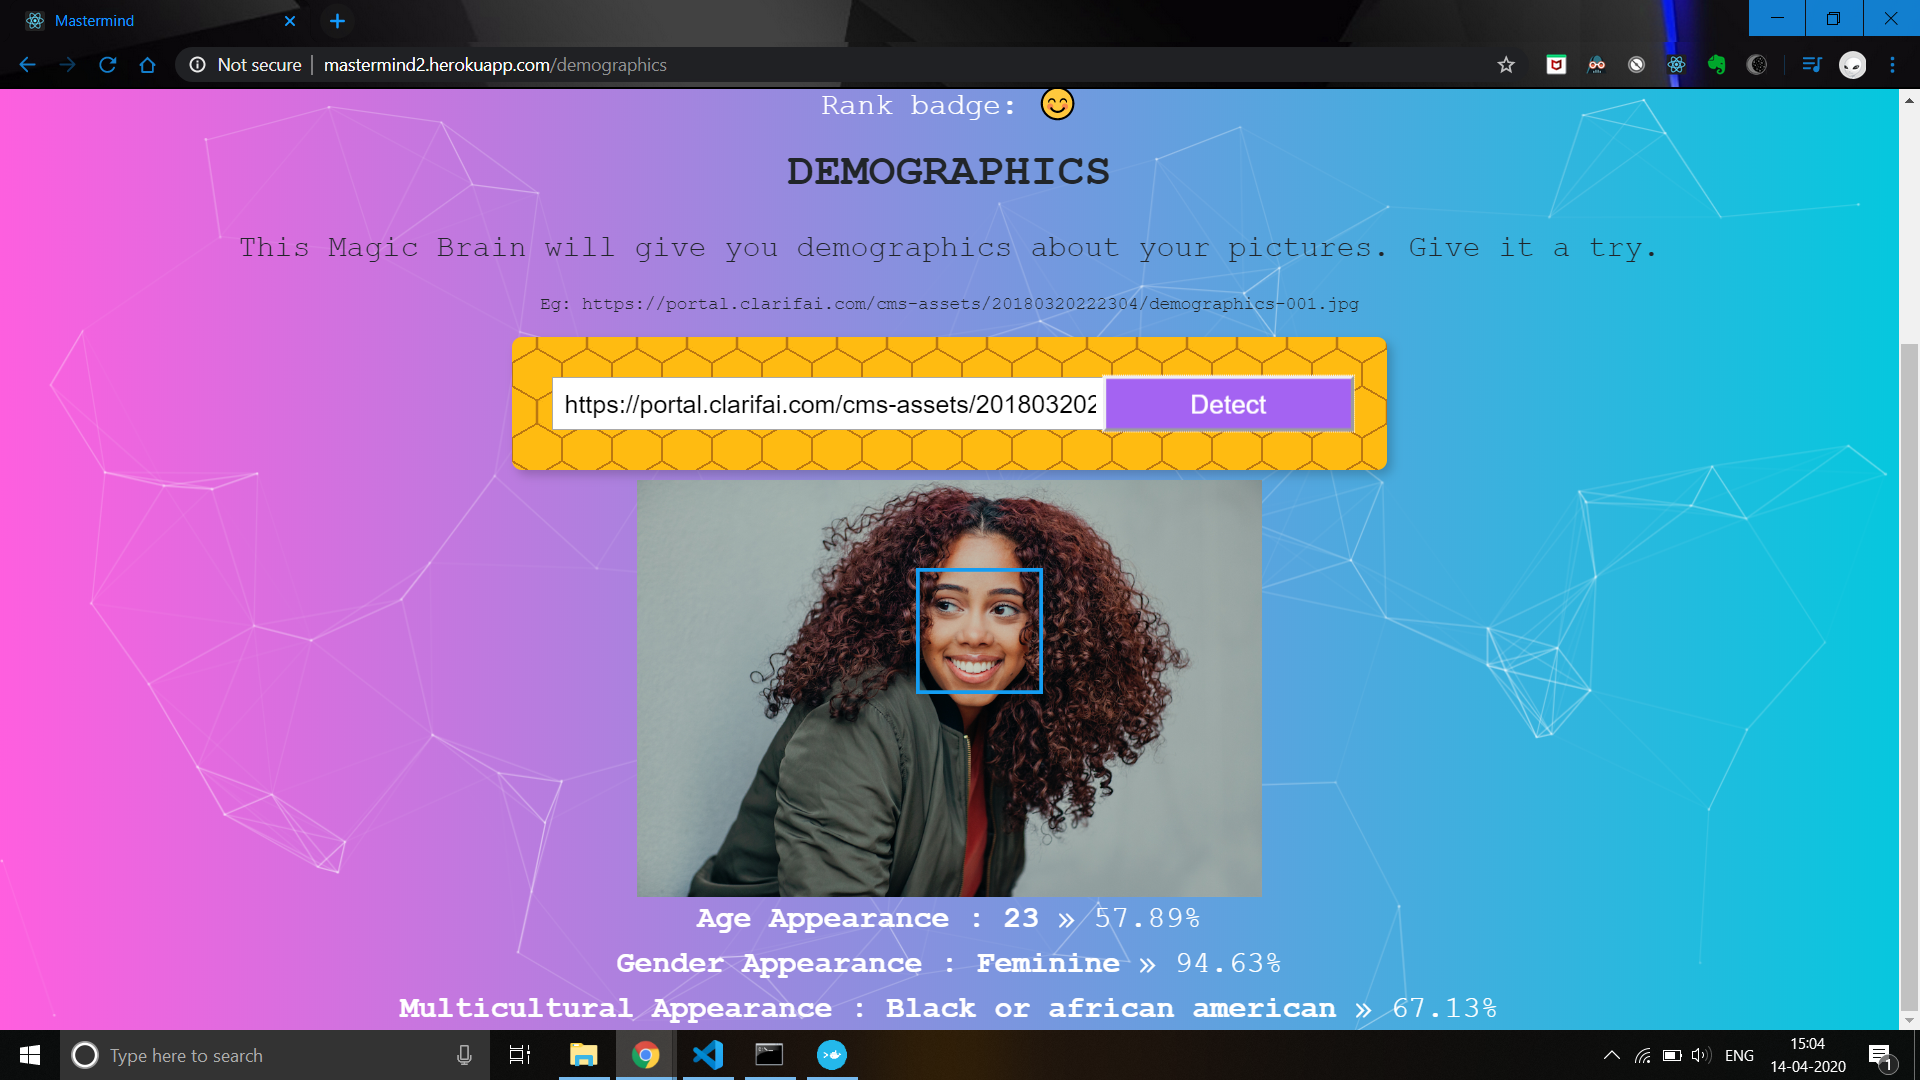 Mastermind
Not secure | mastermind2.herokuapp.com/demographics
Rank badge: 😊
DEMOGRAPHICS
This Magic Brain will give you demographics about your pictures. Give it a try.
Eg: https://portal.clarifai.com/cms-assets/20180320222304/demographics-001.jpg
https://portal.clarifai.com/cms-assets/201803202
Detect
Age Appearance : 23 » 57.89%
Gender Appearance : Feminine » 94.63%
Multicultural Appearance : Black or african american » 67.13%
Type here to search
ENG
15:04
14-04-2020
1